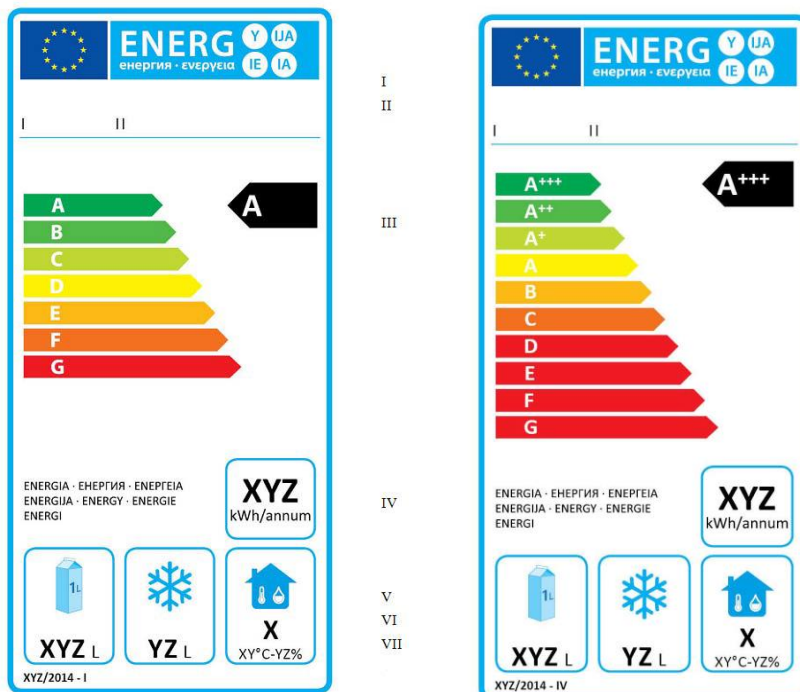 ENERG Y IJA
енергия · ενεργεια IE IA
I II
A
A
B
C
D
E
F
G
ENERGIA · ЕНЕРГИЯ · ΕΝΕΡΓΕΙΑ
ENERGIJA · ENERGY · ENERGIE
ENERGI
XYZ
kWh/annum
1L
XYZ L
YZ L
X
XY°C-YZ%
XYZ/2014 - I
I
II
III
IV
V
VI
VII
ENERG Y IJA
енергия · ενεργεια IE IA
I II
A+++
A+++
A++
A+
A
B
C
D
E
F
G
ENERGIA · ЕНЕРГИЯ · ΕΝΕΡΓΕΙΑ
ENERGIJA · ENERGY · ENERGIE
ENERGI
XYZ
kWh/annum
1L
XYZ L
YZ L
X
XY°C-YZ%
XYZ/2014 - IV